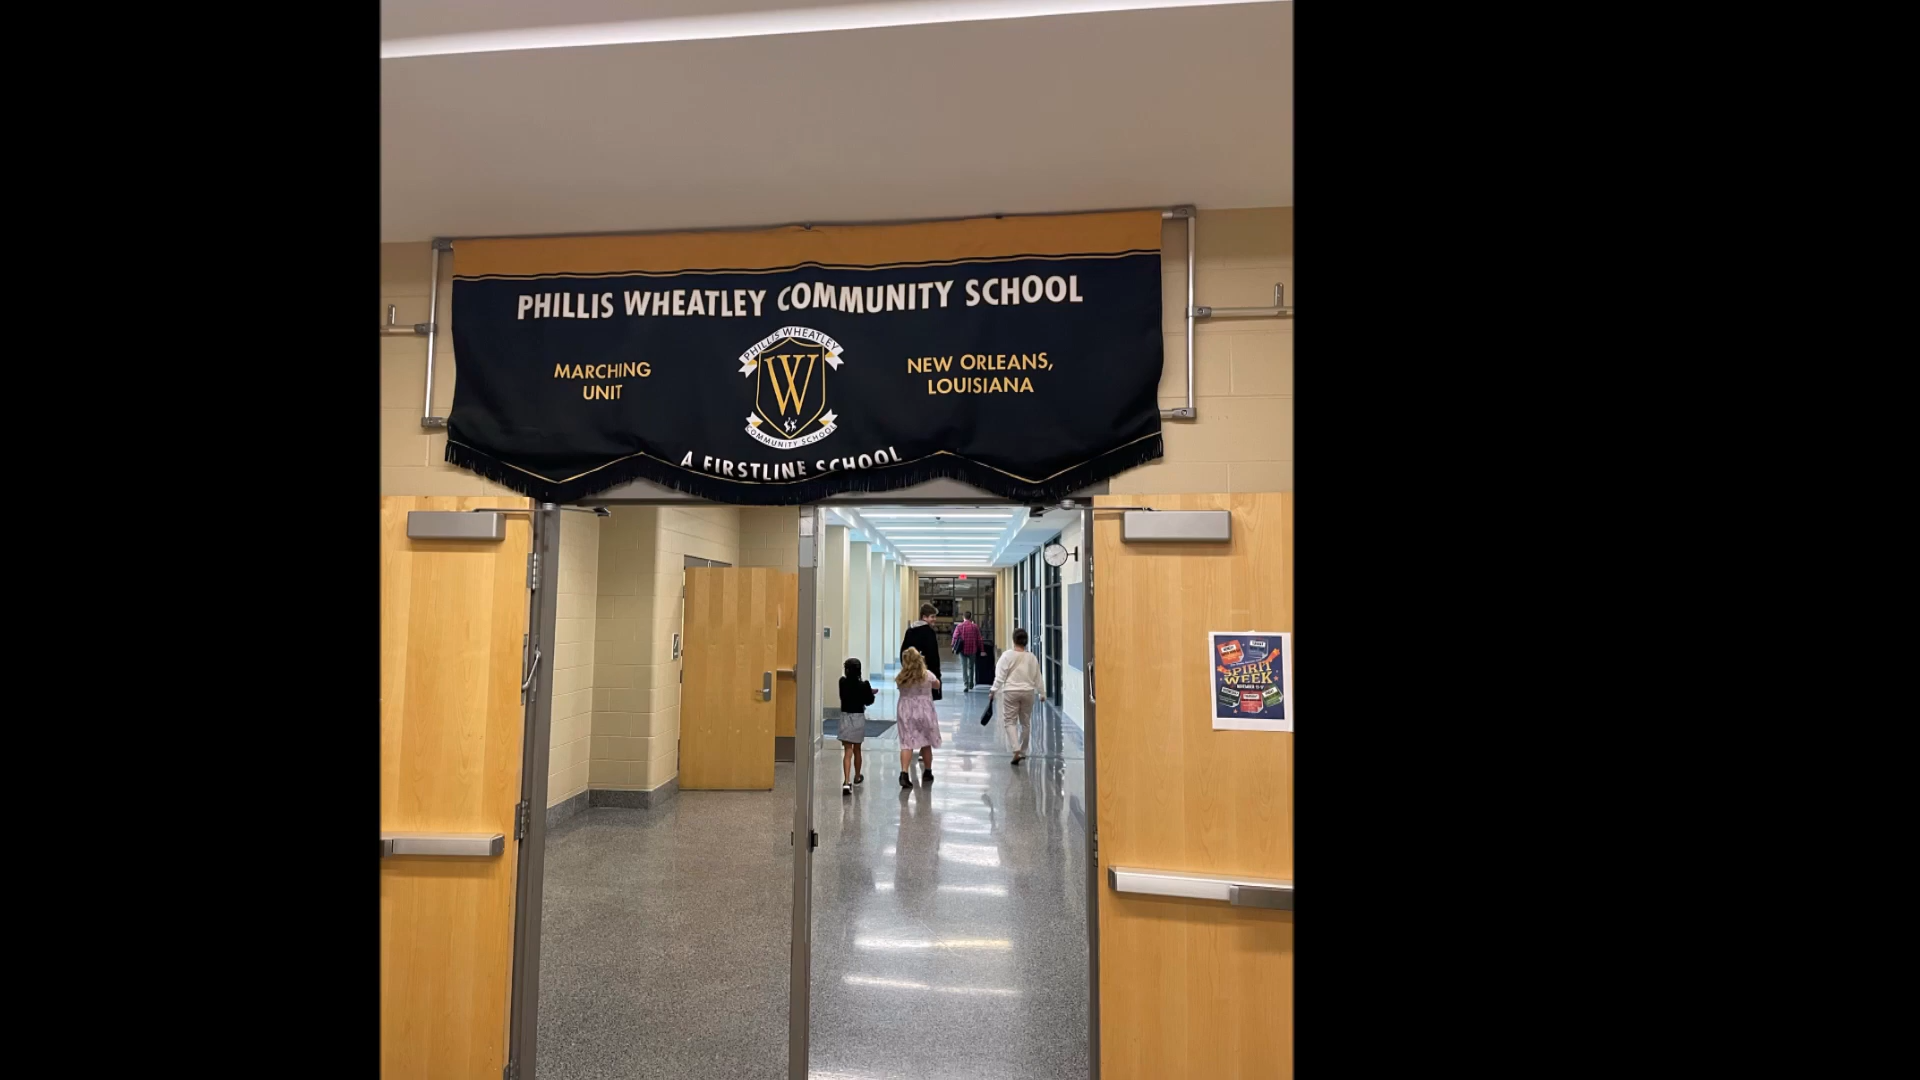 PHILLIS WHEATLEY COMMUNITY SCHOOL
MARCHING
UNIT
PHILLIS WHEATLEY
W
COMMUNITY SCHOOL
NEW ORLEANS,
LOUISIANA
A FIRSTLINE SCHOOL
SPIRIT
WEEK